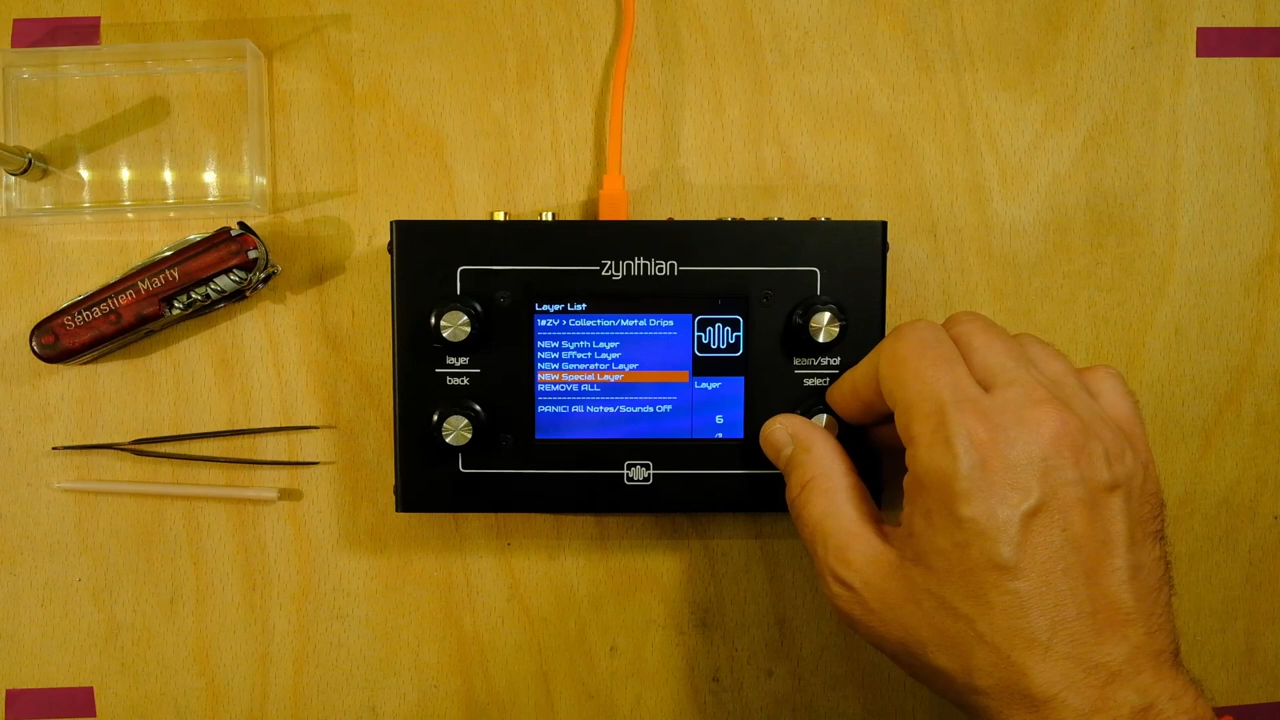 Sébastien Marty
zynthian
layer
back
learn/shot
select
Layer List
1#ZY > Collection/Metal Drips
NEW Synth Layer
NEW Effect Layer
NEW Generator Layer
NEW Special Layer
REMOVE ALL
PANIC! All Notes/Sounds Off
Layer
6